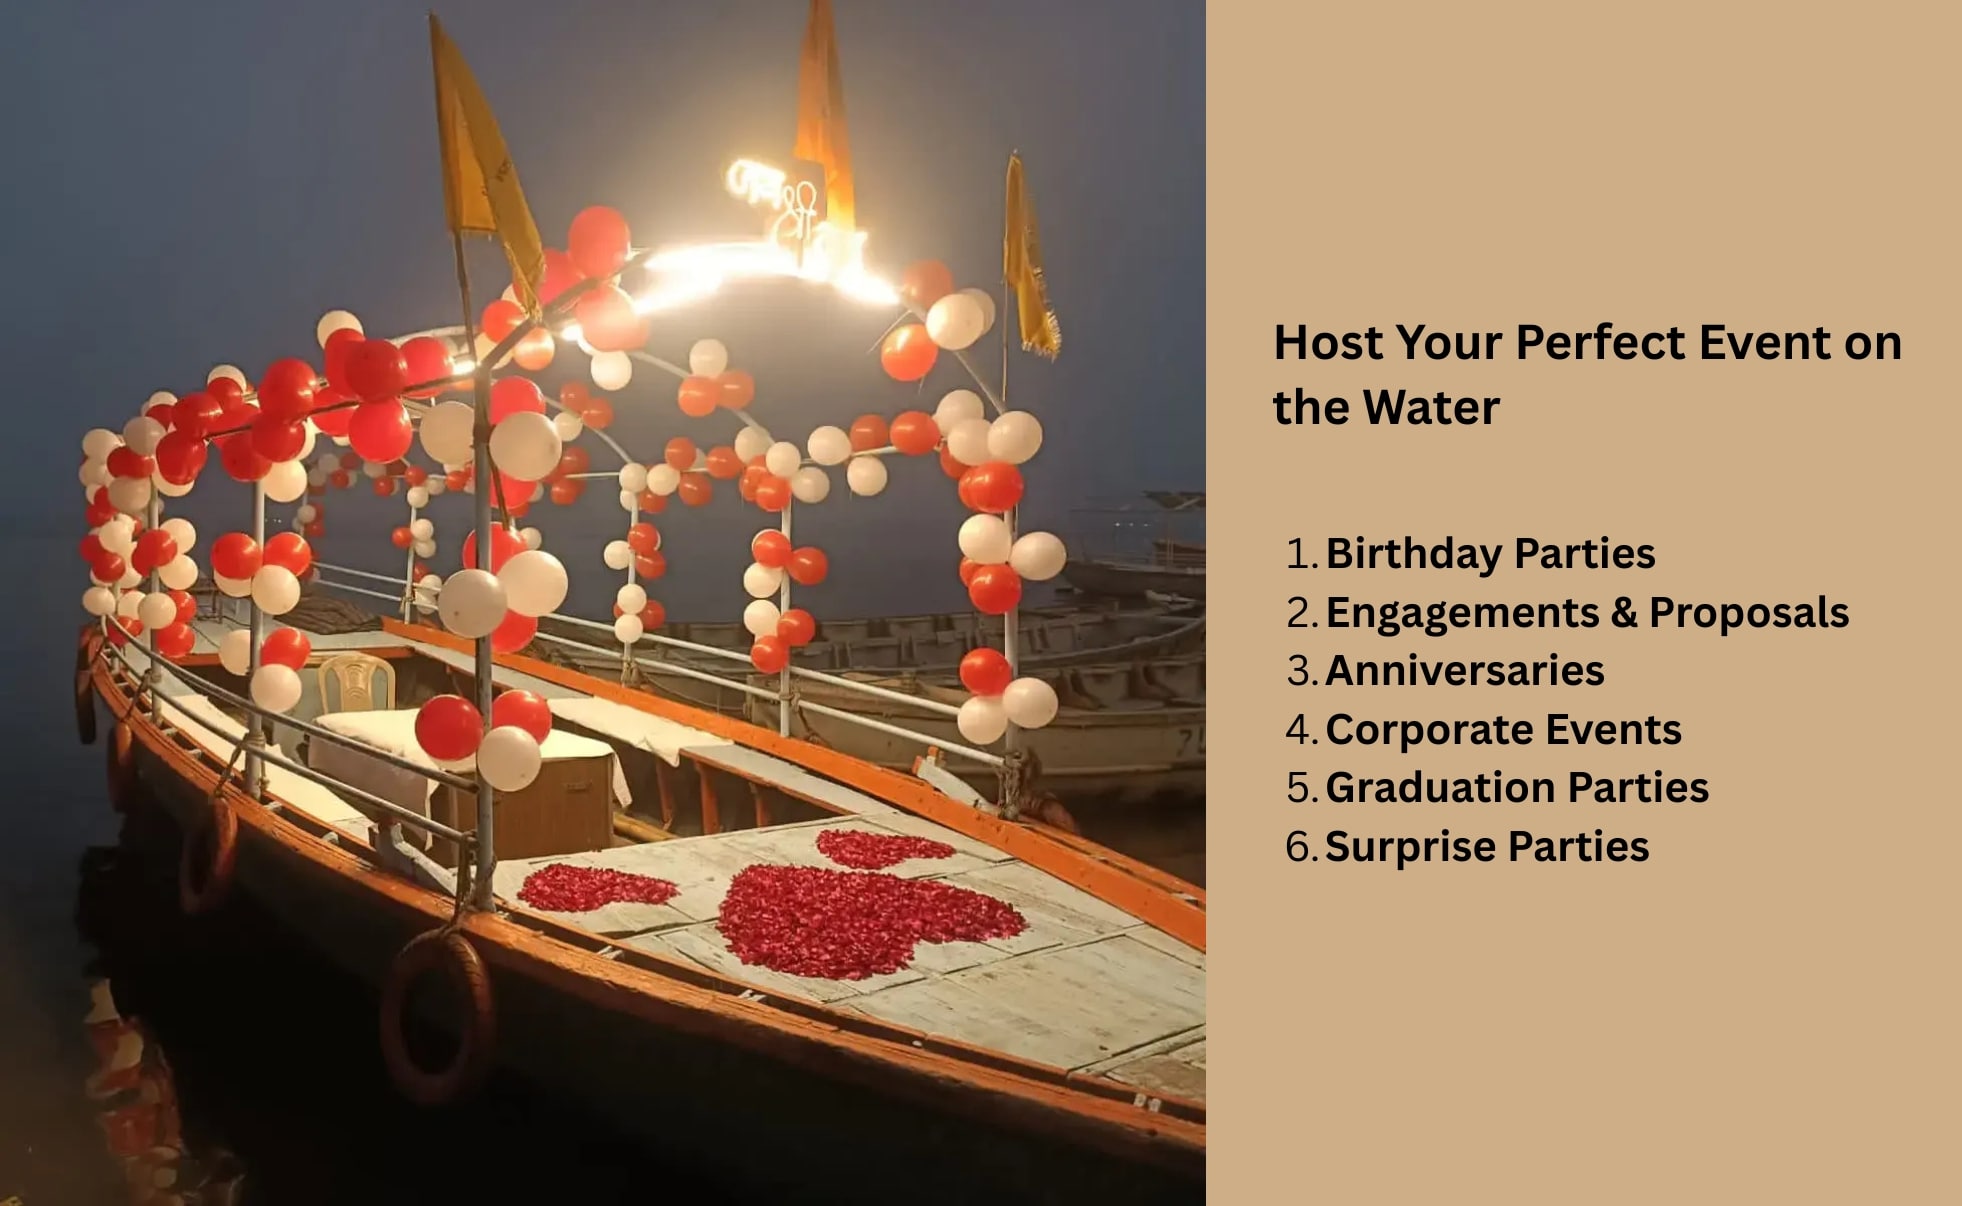 श्री
Host Your Perfect Event on
the Water
1. Birthday Parties
2. Engagements & Proposals
3. Anniversaries
4. Corporate Events
5. Graduation Parties
6. Surprise Parties